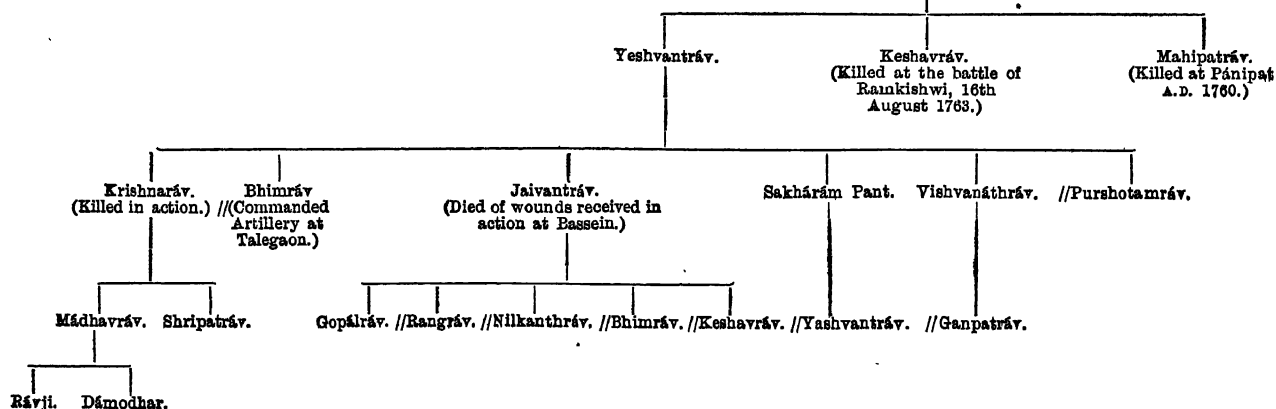 Yeshvantráv. Keshavráv. Mahipatráv.
(Killed at the battle of (Killed at Pánipat
Ramkishwi, 16th A.D. 1760.)
August 1763.)
Krishnaráv. Bhimráv Jaivantráv. Sakhárám Pant. Vishvanáthráv. //Purshotamráv.
(Killed in action.) //(Commanded (Died of wounds received in
Artillery at action at Bassein.)
Talegaon.)
Mádhavráv. Shripatráv. Gopálráv. //Rangráv. //Nilkanthráv. //Bhimráv. //Keshavráv. //Yashvantráv. //Ganpatráv.
Rávji. Dámodhar.